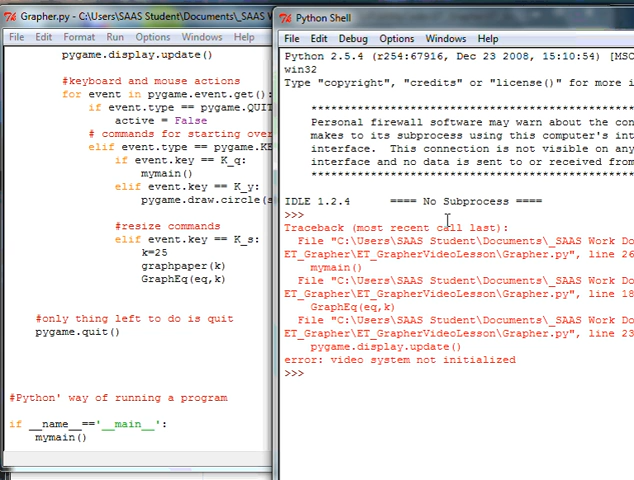 Grapher.py - C:\Users\SAAS Student\Documents\_SAAS W
File Edit Format Run Options Windows Help
pygame.display.update()
#keyboard and mouse actions
for event in pygame.event.get():
if event.type == pygame.QUIT
active = False
# commands for starting over
elif event.type == pygame.KE
if event.key == K_q:
mymain()
elif event.key == K_y:
pygame.draw.circle(s
#resize commands
elif event.key == K_s:
k=25
graphpaper(k)
GraphEq(eq,k)
#only thing left to do is quit
pygame.quit()
#Python' way of running a program
if __name__=='__main__':
mymain()
Python Shell
File Edit Debug Options Windows Help
Python 2.5.4 (r254:67916, Dec 23 2008, 15:10:54) [MSC
win32
Type "copyright", "credits" or "license()" for more i
****************************************************
Personal firewall software may warn about the con
makes to its subprocess using this computer's int
interface. This connection is not visible on any
interface and no data is sent to or received from
****************************************************
IDLE 1.2.4 ==== No Subprocess ====
>>>
Traceback (most recent call last):
File "C:\Users\SAAS Student\Documents\_SAAS Work Do
ET_Grapher\ET_GrapherVideoLesson\Grapher.py", line 26
mymain()
File "C:\Users\SAAS Student\Documents\_SAAS Work Do
ET_Grapher\ET_GrapherVideoLesson\Grapher.py", line 18
GraphEq(eq,k)
File "C:\Users\SAAS Student\Documents\_SAAS Work Do
ET_Grapher\ET_GrapherVideoLesson\Grapher.py", line 23
pygame.display.update()
error: video system not initialized
>>>